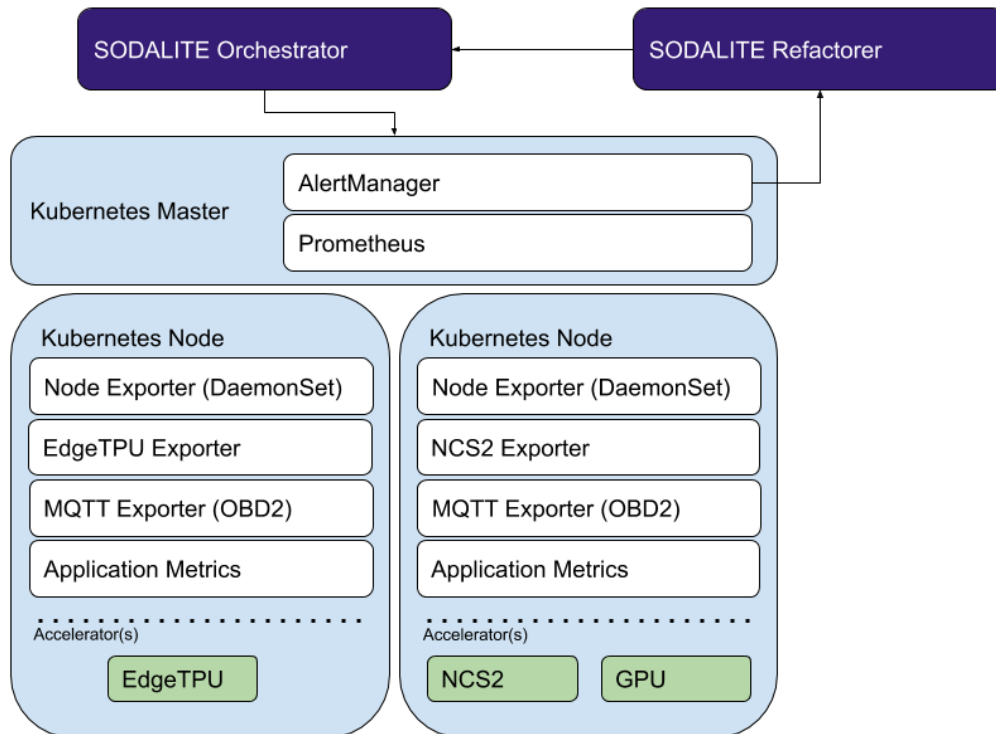 SODALITE Orchestrator
SODALITE Refactorer
Kubernetes Master
AlertManager
Prometheus
Kubernetes Node
Node Exporter (DaemonSet)
EdgeTPU Exporter
MQTT Exporter (OBD2)
Application Metrics
Accelerator(s)
EdgeTPU
Kubernetes Node
Node Exporter (DaemonSet)
NCS2 Exporter
MQTT Exporter (OBD2)
Application Metrics
Accelerator(s)
NCS2
GPU